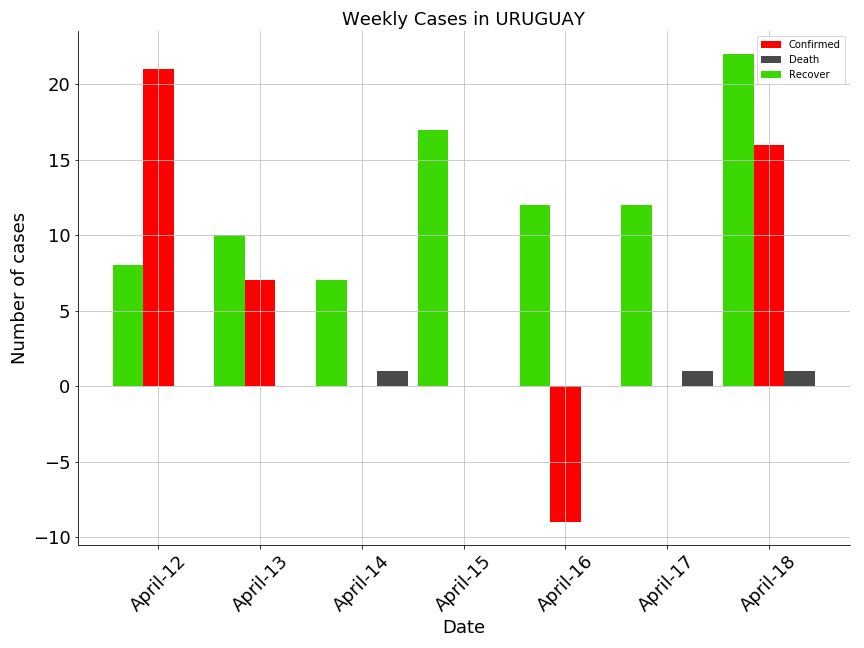 Weekly Cases in URUGUAY
Confirmed
Death
Recover
Number of cases
20
15
10
5
0
−5
−10
April-12
April-13
April-14
April-15
April-16
April-17
April-18
Date